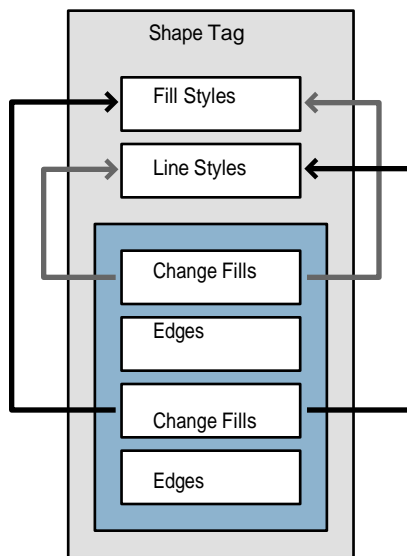 Shape Tag
Fill Styles
Line Styles
Change Fills
Edges
Change Fills
Edges